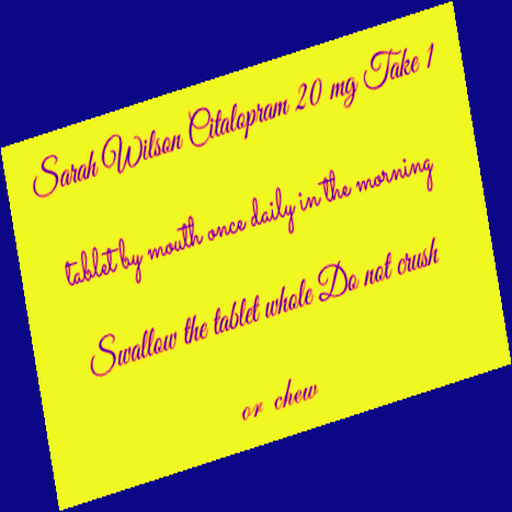 Sarah Wilson Citalopram 20 mg Take 1
tablet by mouth once daily in the morning
Swallow the tablet whole Do not crush
or chew